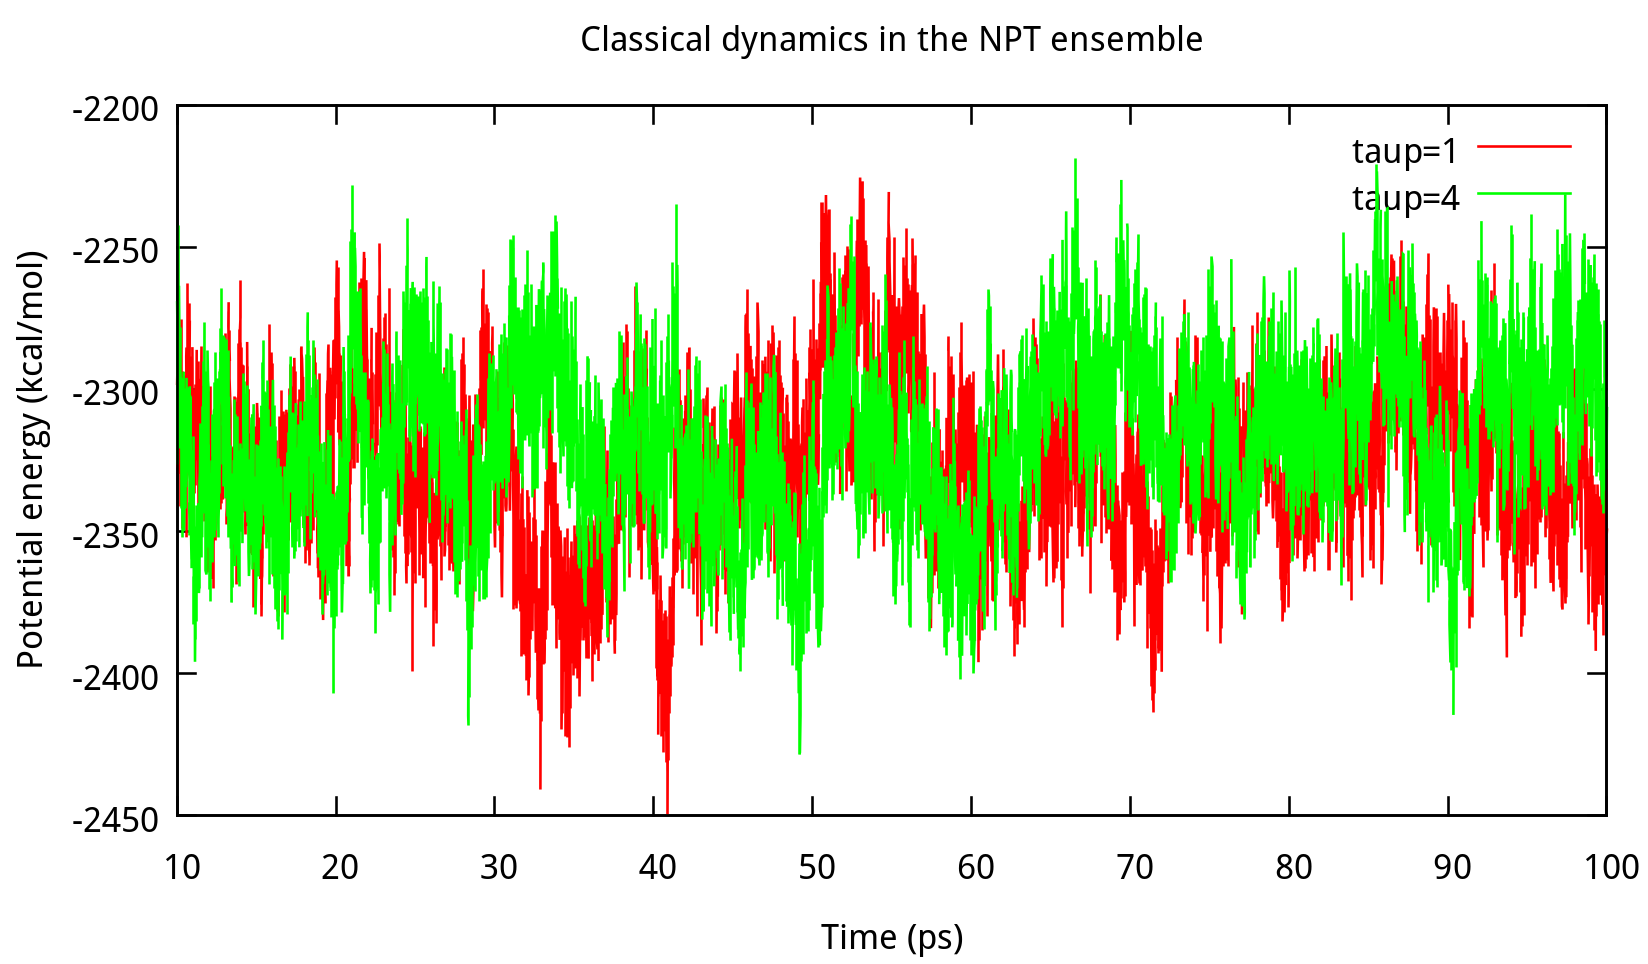 Classical dynamics in the NPT ensemble
-2200
-2250
-2300
-2350
-2400
-2450
Potential energy (kcal/mol)
taup=1
taup=4
10 20 30 40 50 60 70 80 90 100
Time (ps)